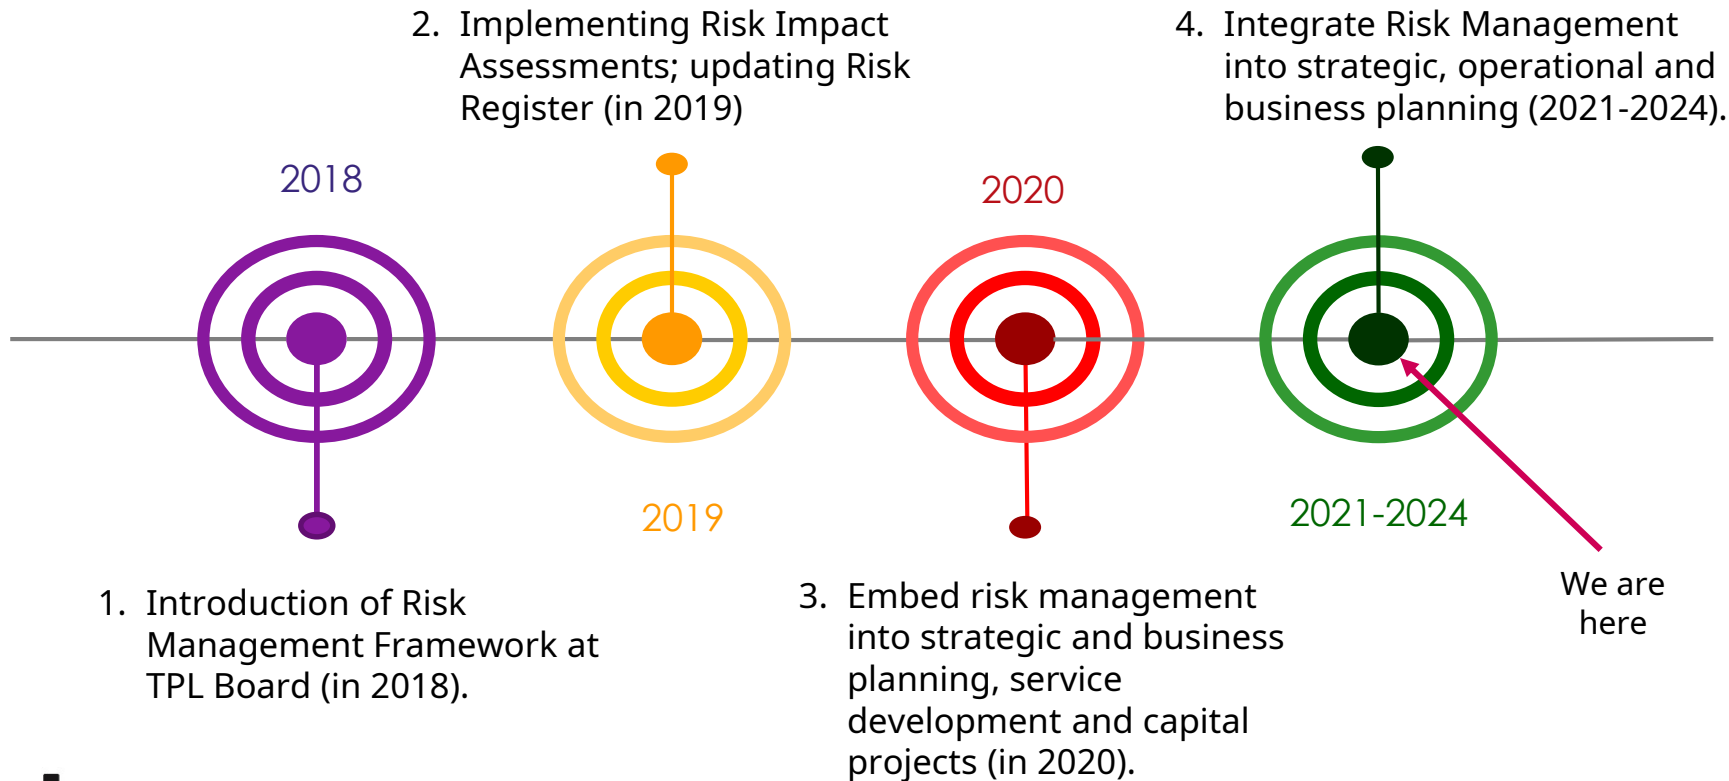 2. Implementing Risk Impact
Assessments; updating Risk
Register (in 2019)
4. Integrate Risk Management
into strategic, operational and
business planning (2021-2024).
2018
2020
2019
2021-2024
1. Introduction of Risk
Management Framework at
TPL Board (in 2018).
3. Embed risk management
into strategic and business
planning, service
development and capital
projects (in 2020).
We are
here